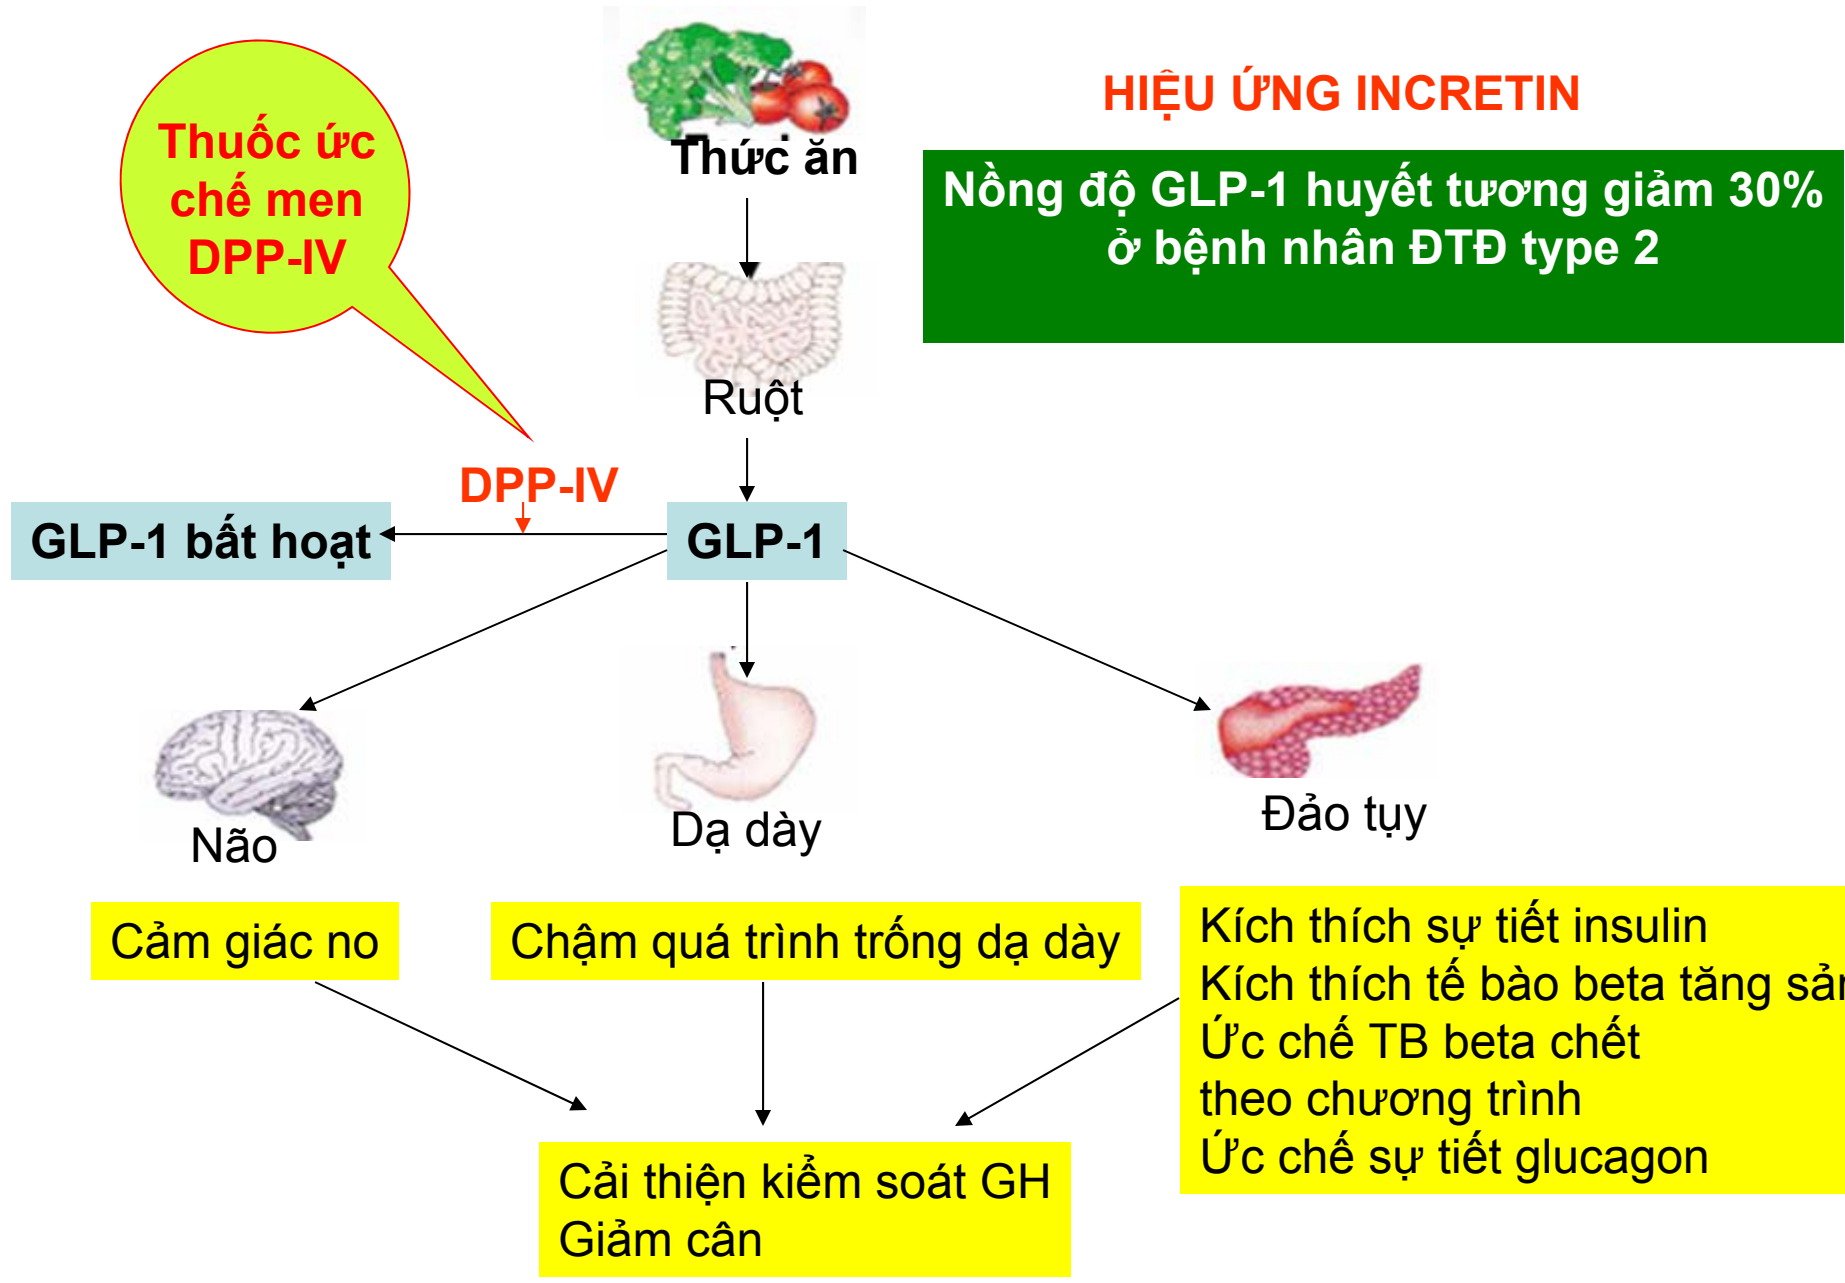 HIỆU ỨNG INCRETIN
Thuốc ức
chế men
DPP-IV
Thức ăn
Nồng độ GLP-1 huyết tương giảm 30%
ở bệnh nhân ĐTĐ type 2
Ruột
DPP-IV
GLP-1 bất hoạt
GLP-1
Não
Dạ dày
Đảo tụy
Cảm giác no
Chậm quá trình trống dạ dày
Kích thích sự tiết insulin
Kích thích tế bào beta tăng
Ức chế TB beta chết
theo chương trình
Ức chế sự tiết glucagon
Cải thiện kiểm soát GH
Giảm cân